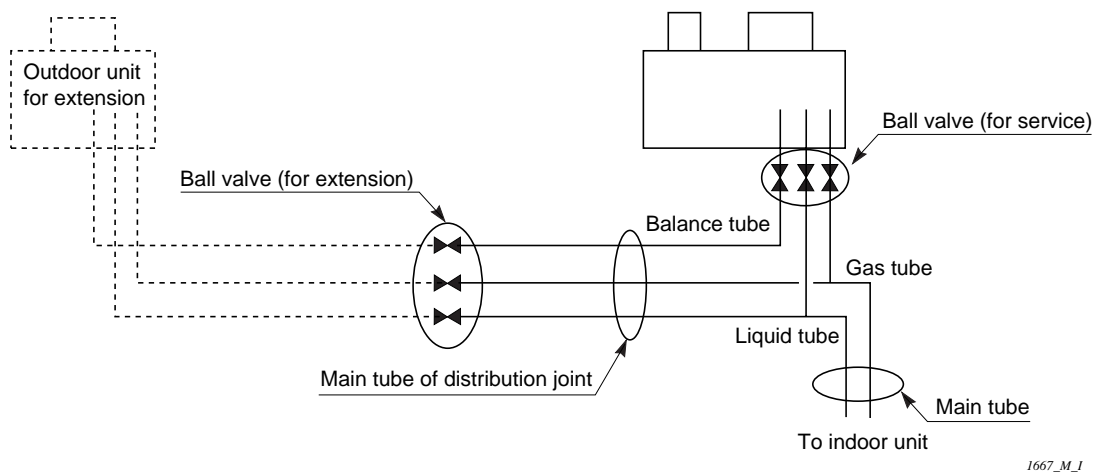 Outdoor unit
for extension
Ball valve (for service)
Ball valve (for extension)
Balance tube
Gas tube
Liquid tube
Main tube of distribution joint
Main tube
To indoor unit
1667_M_I